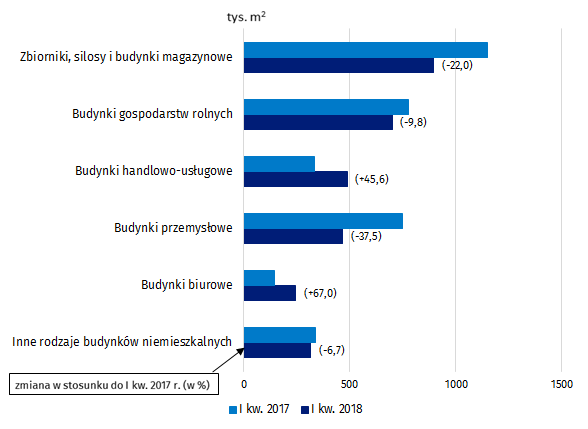 tys. m²
Zbiorniki, silosy i budynki magazynowe
(-22,0)
Budynki gospodarstw rolnych
(-9,8)
Budynki handlowo-usługowe
(+45,6)
Budynki przemysłowe
(-37,5)
Budynki biurowe
(+67,0)
Inne rodzaje budynków niemieszkalnych
(-6,7)
zmiana w stosunku do I kw. 2017 r. (w %)
0 500 1000 1500
I kw. 2017 I kw. 2018